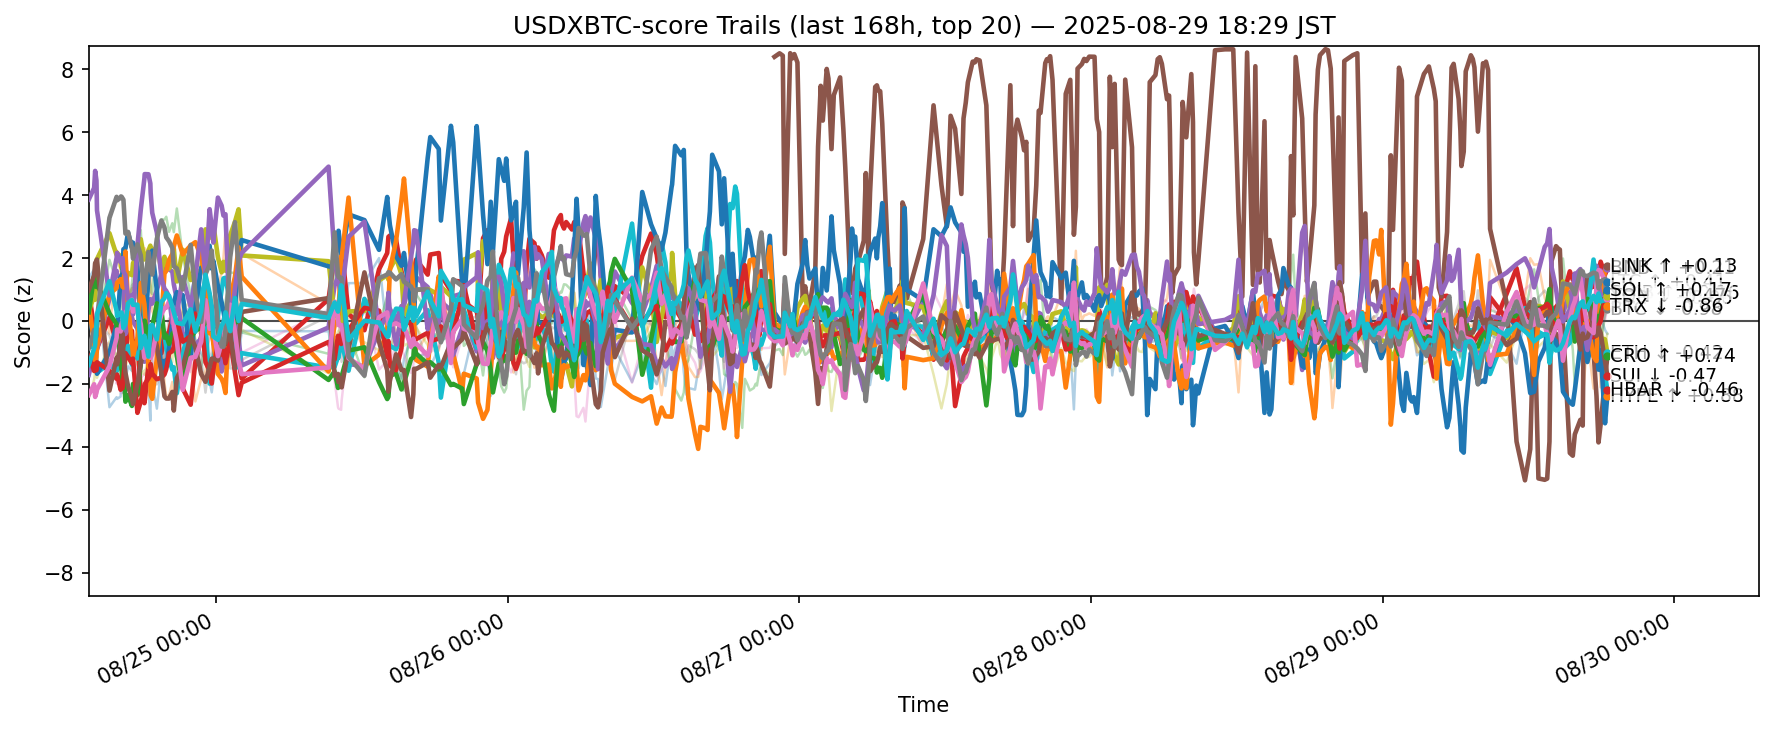 USDXBTC-score Trails (last 168h, top 20) — 2025-08-29 18:29 JST
Score (z)
8
6
4
2
0
−2
−4
−6
−8
LINK ↑ +0.13
SOL ↑ +0.17
TRX ↓ -0.86
CRO ↑ +0.74
SUI ↓ -0.47
HBAR ↓ -0.46
08/25 00:00
08/26 00:00
08/27 00:00
08/28 00:00
08/29 00:00
08/30 00:00
Time